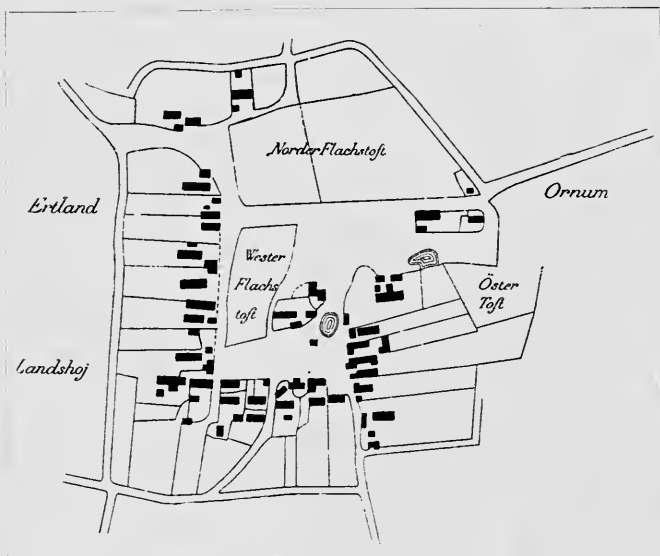 Norder Flachstoft
Ertland
Ornum
Wester
Flachs
toft
Öster
Toft
Landshoj